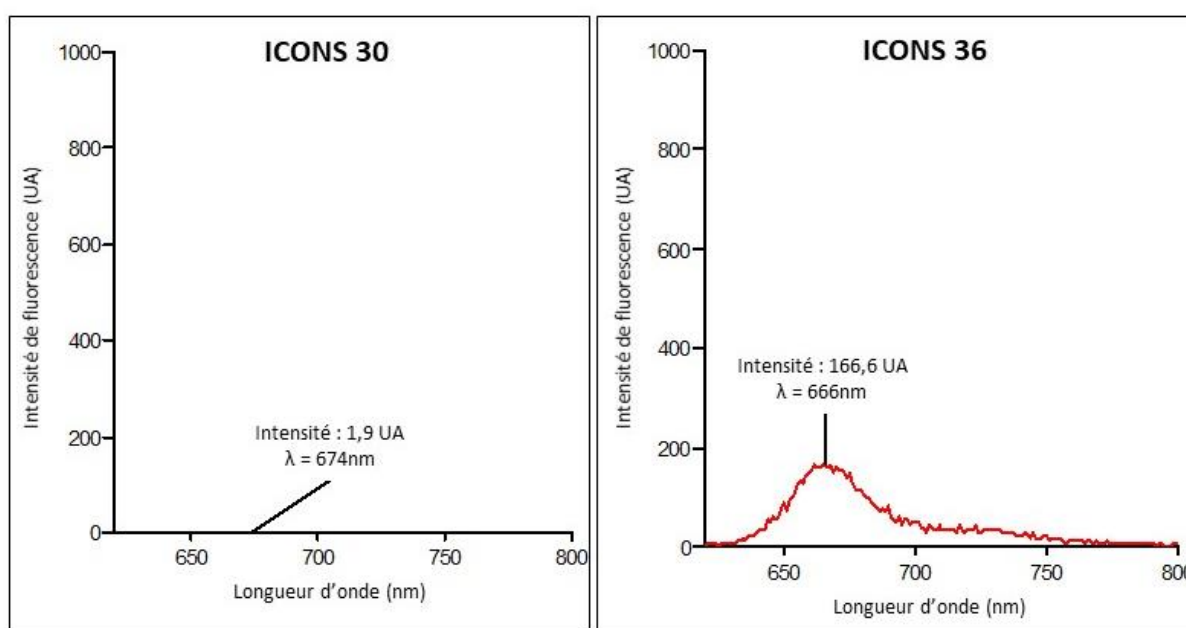 ICONS 30
1000
800
600
400
200
0
Intensité de fluorescence (UA)
Intensité : 1,9 UA
λ = 674nm
650
700
750
800
Longueur d'onde (nm)
ICONS 36
1000
800
600
400
200
0
Intensité de fluorescence (UA)
Intensité : 166,6 UA
λ = 666nm
650
700
750
800
Longueur d'onde (nm)